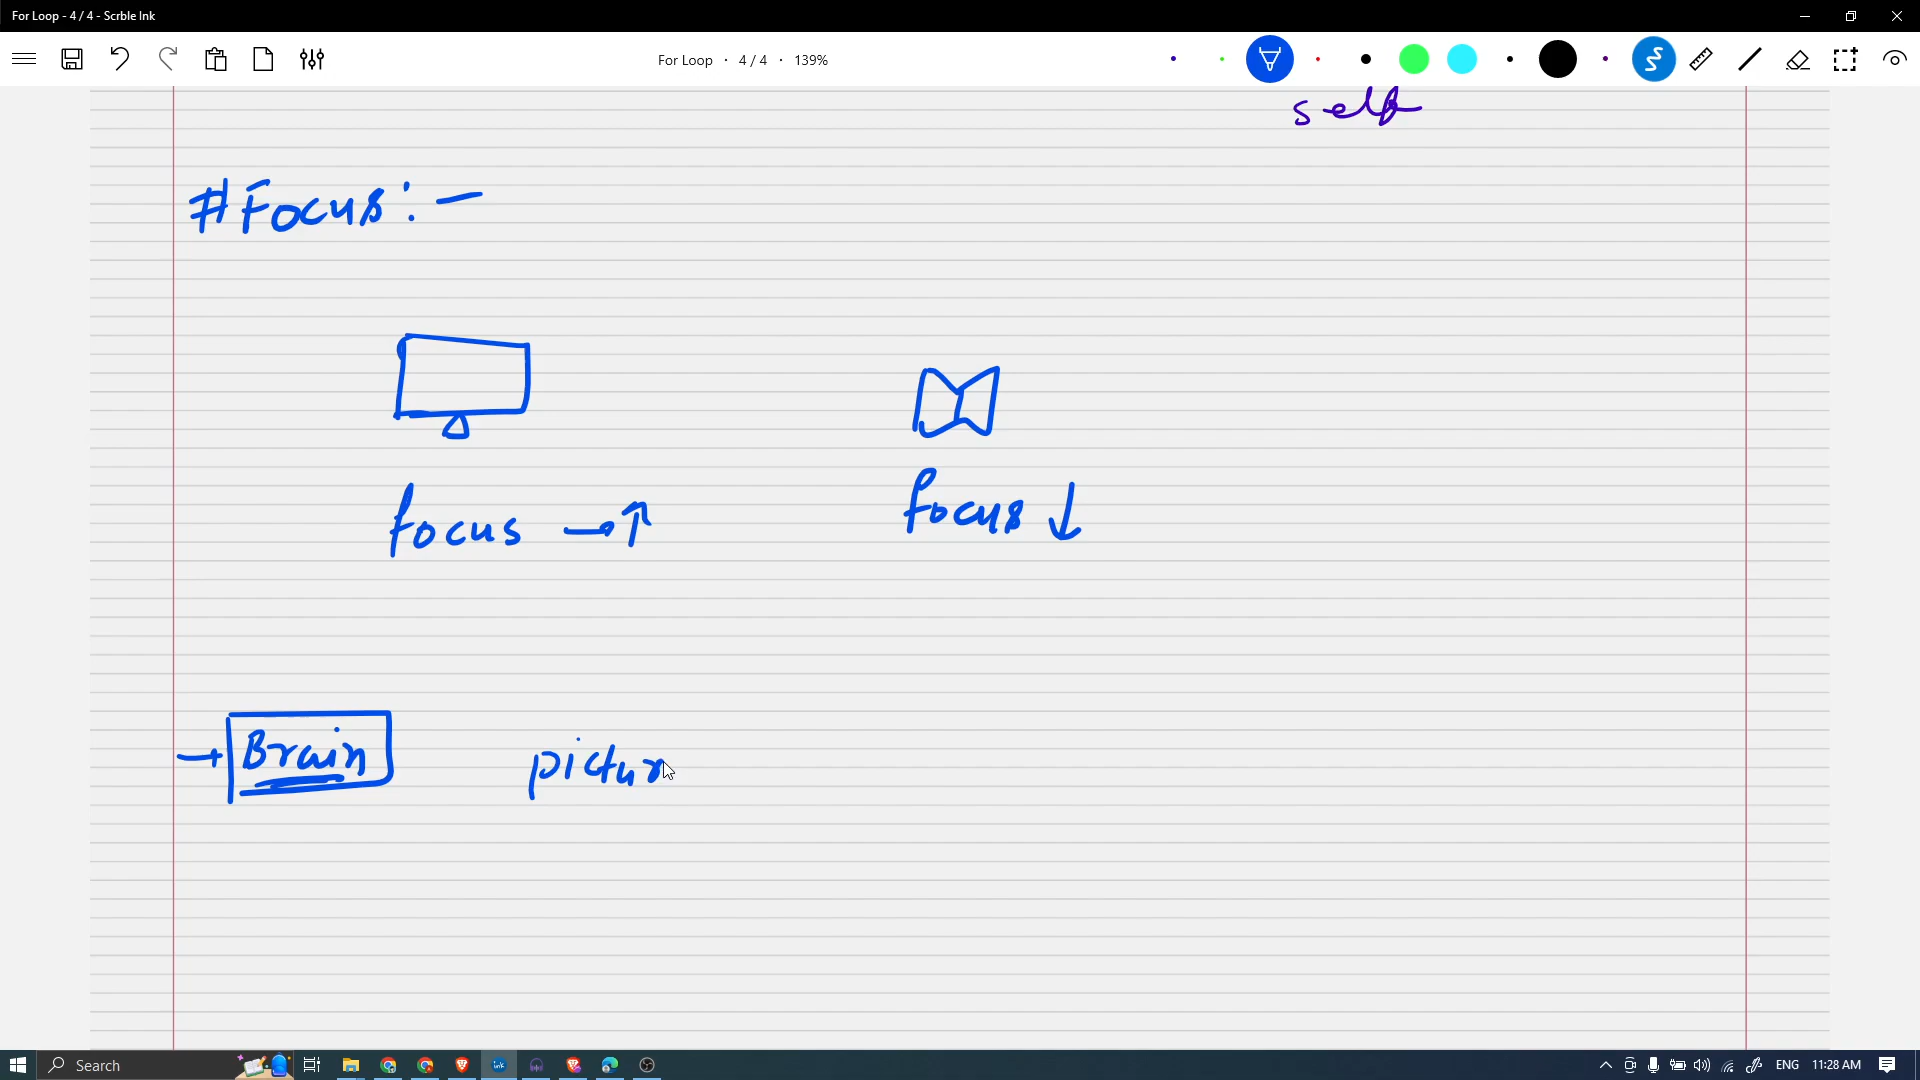 For Loop - 4 / 4 - Scrble Ink
For Loop · 4 / 4 · 139%
self
#Focus:-
focus → ↑
focus ↓
→ Brain
pictur
Search
ink
ENG
11:28 AM